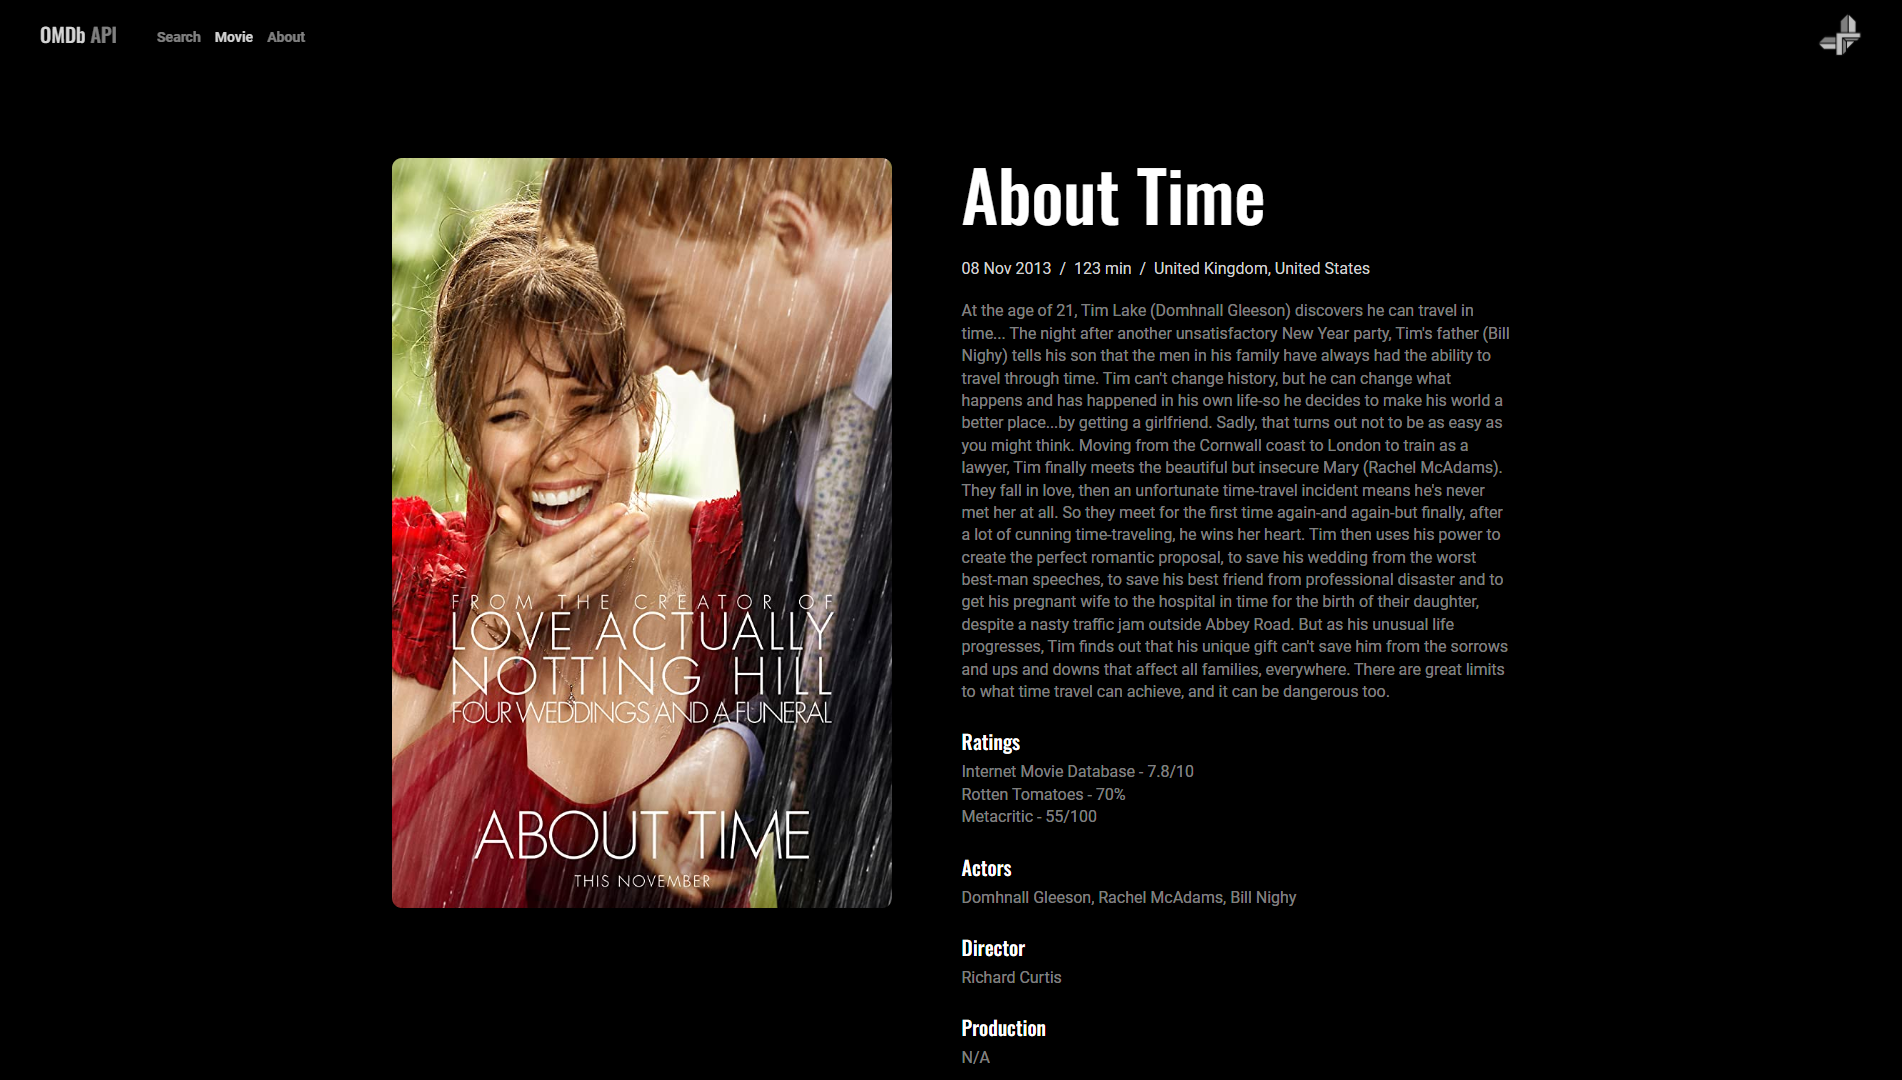 OMDb API
Search Movie About
FROM THE CREATOR OF
LOVE ACTUALLY
NOTTING HILL
FOUR WEDDINGS AND A FUNERAL
ABOUT TIME
THIS NOVEMBER
About Time
08 Nov 2013 / 123 min / United Kingdom, United States
At the age of 21, Tim Lake (Domhnall Gleeson) discovers he can travel in
time... The night after another unsatisfactory New Year party, Tim's father (Bill
Nighy) tells his son that the men in his family have always had the ability to
travel through time. Tim can't change history, but he can change what
happens and has happened in his own life-so he decides to make his world a
better place...by getting a girlfriend. Sadly, that turns out not to be as easy as
you might think. Moving from the Cornwall coast to London to train as a
lawyer, Tim finally meets the beautiful but insecure Mary (Rachel McAdams).
They fall in love, then an unfortunate time-travel incident means he's never
met her at all. So they meet for the first time again-and again-but finally, after
a lot of cunning time-traveling, he wins her heart. Tim then uses his power to
create the perfect romantic proposal, to save his wedding from the worst
best-man speeches, to save his best friend from professional disaster and to
get his pregnant wife to the hospital in time for the birth of their daughter,
despite a nasty traffic jam outside Abbey Road. But as his unusual life
progresses, Tim finds out that his unique gift can't save him from the sorrows
and ups and downs that affect all families, everywhere. There are great limits
to what time travel can achieve, and it can be dangerous too.
Ratings
Internet Movie Database - 7.8/10
Rotten Tomatoes - 70%
Metacritic - 55/100
Actors
Domhnall Gleeson, Rachel McAdams, Bill Nighy
Director
Richard Curtis
Production
N/A